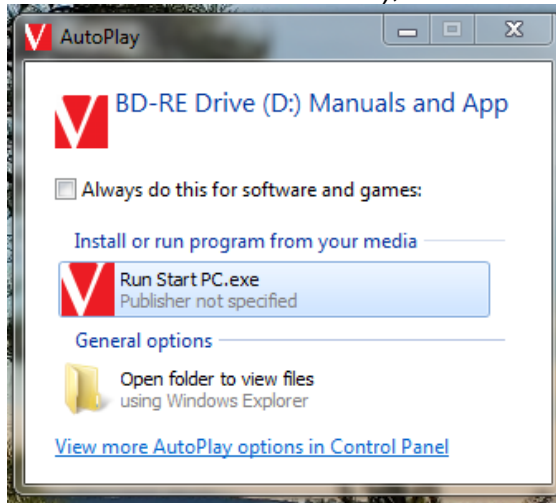 AutoPlay
BD-RE Drive (D:) Manuals and App
Always do this for software and games:
Install or run program from your media
Run Start PC.exe
Publisher not specified
General options
Open folder to view files
using Windows Explorer
View more AutoPlay options in Control Panel